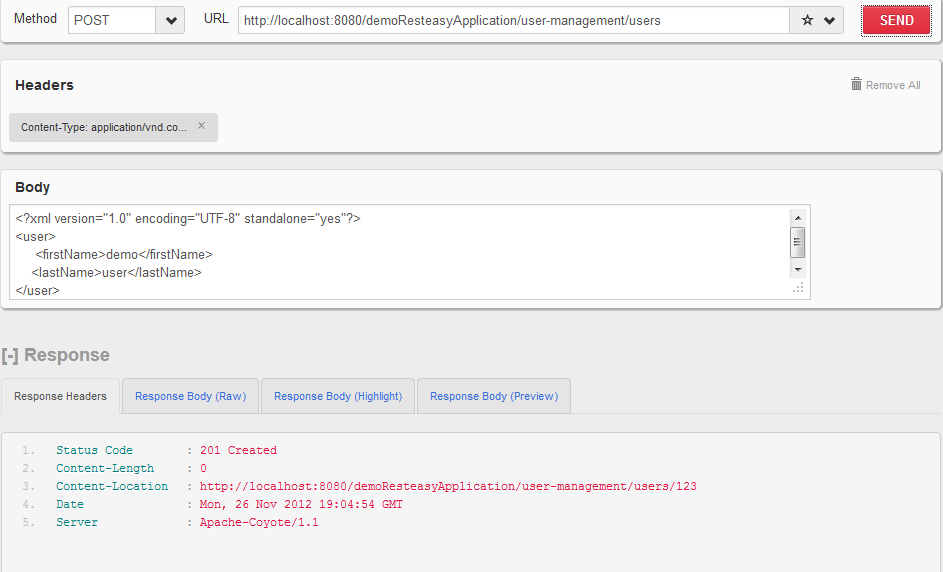 Method POST URL http://localhost:8080/demoResteasyApplication/user-management/users SEND
Headers Remove All
Content-Type: application/vnd.co... ×
Body
<?xml version="1.0" encoding="UTF-8" standalone="yes"?>
<user>
<firstName>demo</firstName>
<lastName>user</lastName>
</user>
[-] Response
Response Headers Response Body (Raw) Response Body (Highlight) Response Body (Preview)
1. Status Code : 201 Created
2. Content-Length : 0
3. Content-Location : http://localhost:8080/demoResteasyApplication/user-management/users/123
4. Date : Mon, 26 Nov 2012 19:04:54 GMT
5. Server : Apache-Coyote/1.1